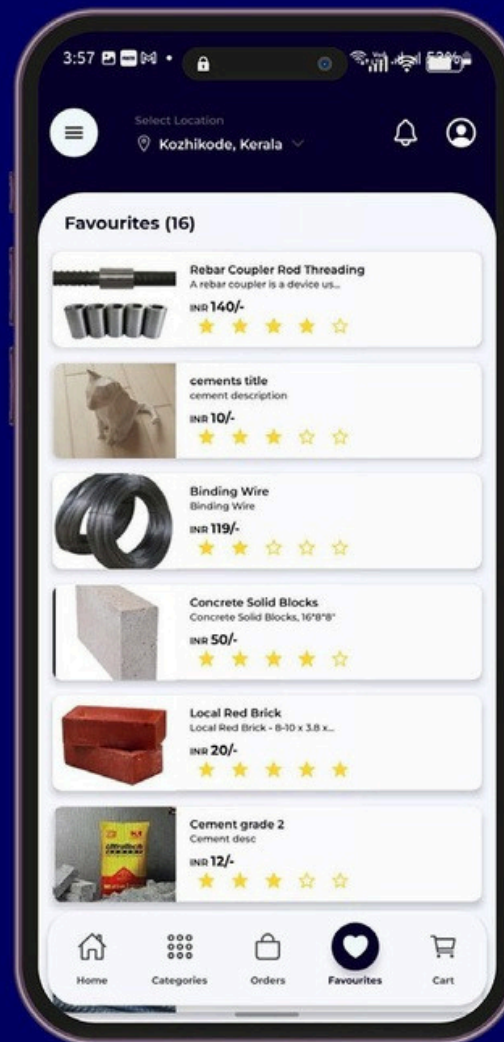 3:57
53%
Select Location
Kozhikode, Kerala
Favourites (16)
Rebar Coupler Rod Threading
A rebar coupler is a device us...
INR 140/-
cements title
cement description
INR 10/-
Binding Wire
Binding Wire
INR 119/-
Concrete Solid Blocks
Concrete Solid Blocks, 16*8*8"
INR 50/-
Local Red Brick
Local Red Brick - 8-10 x 3.8 x...
INR 20/-
Cement grade 2
Cement desc
UltraTech
CEMENT
INR 12/-
Home
Categories
Orders
Favourites
Cart